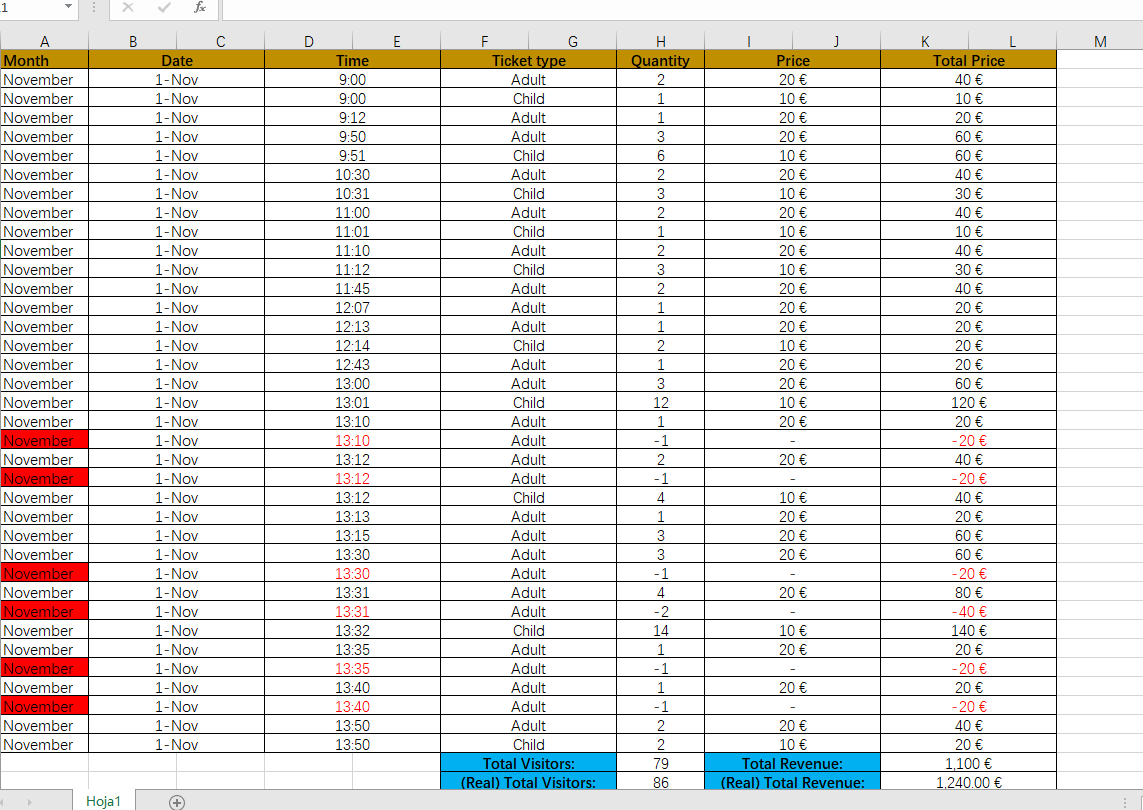 1
fx
A B C D E F G H I J K L M
Month Date Time Ticket type Quantity Price Total Price
November 1-Nov 9:00 Adult 2 20 € 40 €
November 1-Nov 9:00 Child 1 10 € 10 €
November 1-Nov 9:12 Adult 1 20 € 20 €
November 1-Nov 9:50 Adult 3 20 € 60 €
November 1-Nov 9:51 Child 6 10 € 60 €
November 1-Nov 10:30 Adult 2 20 € 40 €
November 1-Nov 10:31 Child 3 10 € 30 €
November 1-Nov 11:00 Adult 2 20 € 40 €
November 1-Nov 11:01 Child 1 10 € 10 €
November 1-Nov 11:10 Adult 2 20 € 40 €
November 1-Nov 11:12 Child 3 10 € 30 €
November 1-Nov 11:45 Adult 2 20 € 40 €
November 1-Nov 12:07 Adult 1 20 € 20 €
November 1-Nov 12:13 Adult 1 20 € 20 €
November 1-Nov 12:14 Child 2 10 € 20 €
November 1-Nov 12:43 Adult 1 20 € 20 €
November 1-Nov 13:00 Adult 3 20 € 60 €
November 1-Nov 13:01 Child 12 10 € 120 €
November 1-Nov 13:10 Adult 1 20 € 20 €
November 1-Nov 13:10 Adult -1 - -20 €
November 1-Nov 13:12 Adult 2 20 € 40 €
November 1-Nov 13:12 Adult -1 - -20 €
November 1-Nov 13:12 Child 4 10 € 40 €
November 1-Nov 13:13 Adult 1 20 € 20 €
November 1-Nov 13:15 Adult 3 20 € 60 €
November 1-Nov 13:30 Adult 3 20 € 60 €
November 1-Nov 13:30 Adult -1 - -20 €
November 1-Nov 13:31 Adult 4 20 € 80 €
November 1-Nov 13:31 Adult -2 - -40 €
November 1-Nov 13:32 Child 14 10 € 140 €
November 1-Nov 13:35 Adult 1 20 € 20 €
November 1-Nov 13:35 Adult -1 - -20 €
November 1-Nov 13:40 Adult 1 20 € 20 €
November 1-Nov 13:40 Adult -1 - -20 €
November 1-Nov 13:50 Adult 2 20 € 40 €
November 1-Nov 13:50 Child 2 10 € 20 €
Total Visitors: 79 Total Revenue: 1,100 €
(Real) Total Visitors: 86 (Real) Total Revenue: 1,240.00 €
Hoja1